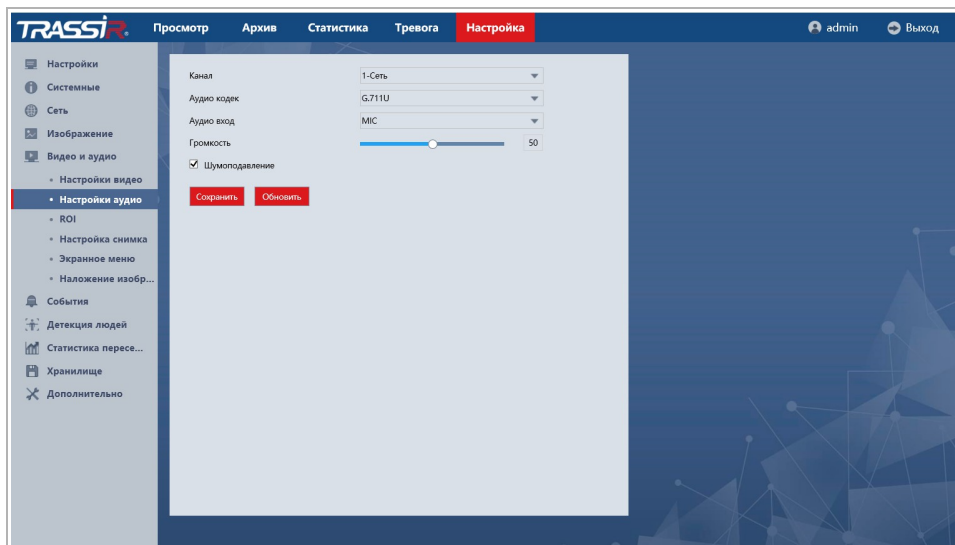 TRASSIR Просмотр Архив Статистика Тревога Настройка admin Выход
Настройки
Системные
Сеть
Изображение
Видео и аудио
Настройки видео
Настройки аудио
ROI
Настройка снимка
Экранное меню
Наложение изобр...
События
Детекция людей
Статистика пересе...
Хранилище
Дополнительно
Канал 1-Сеть
Аудио кодек G.711U
Аудио вход MIC
Громкость 50
Шумоподавление
Сохранить Обновить